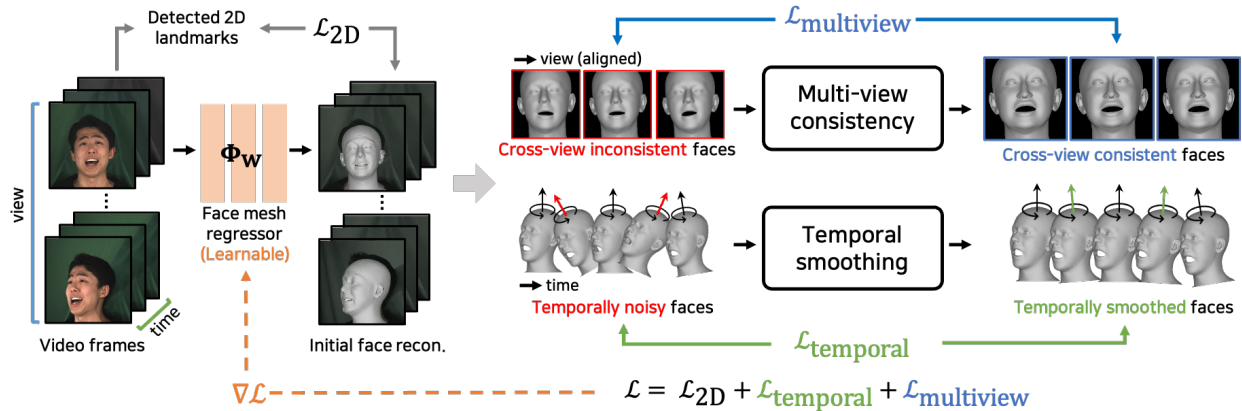 Detected 2D
landmarks
ℒ2D
view
Φw
Face mesh
regressor
(Learnable)
time
Video frames
Initial face recon.
ℒmultiview
view (aligned)
Cross-view inconsistent faces
Multi-view
consistency
Cross-view consistent faces
time
Temporally noisy faces
Temporal
smoothing
Temporally smoothed faces
ℒtemporal
∇ℒ
ℒ = ℒ2D + ℒtemporal + ℒmultiview